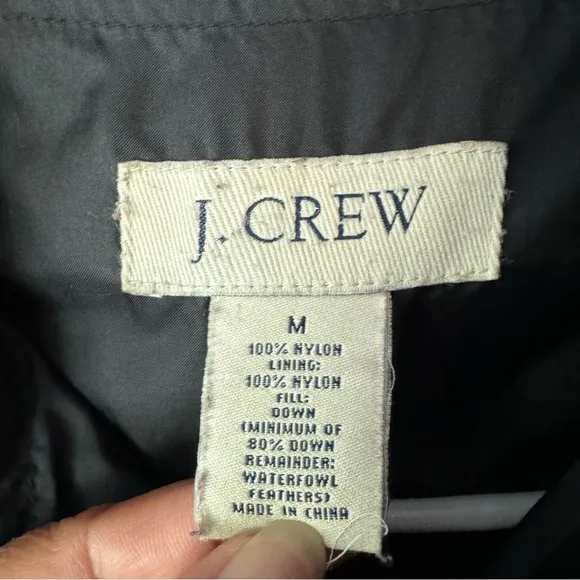 J. CREW
M
100% NYLON
LINING:
100% NYLON
FILL:
DOWN
(MINIMUM OF
80% DOWN
REMAINDER:
WATERFOWL
FEATHERS)
MADE IN CHINA